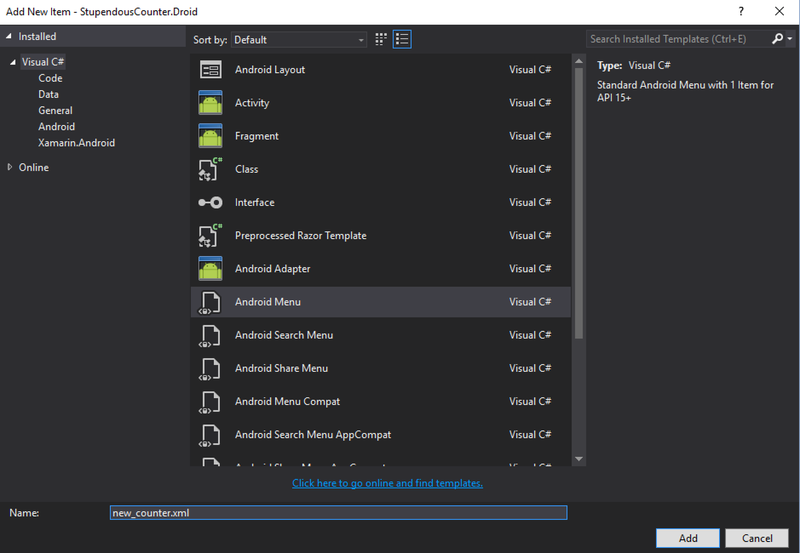 Add New Item - StupendousCounter.Droid
? ×
Installed
Visual C#
Code
Data
General
Android
Xamarin.Android
Online
Sort by: Default
Android Layout Visual C#
Activity Visual C#
Fragment Visual C#
Class Visual C#
Interface Visual C#
Preprocessed Razor Template Visual C#
Android Adapter Visual C#
Android Menu Visual C#
Android Search Menu Visual C#
Android Share Menu Visual C#
Android Menu Compat Visual C#
Android Search Menu AppCompat Visual C#
Android Share Menu AppCompat Visual C#
Click here to go online and find templates.
Search Installed Templates (Ctrl+E)
Type: Visual C#
Standard Android Menu with 1 Item for
API 15+
Name: new_counter.xml
Add Cancel